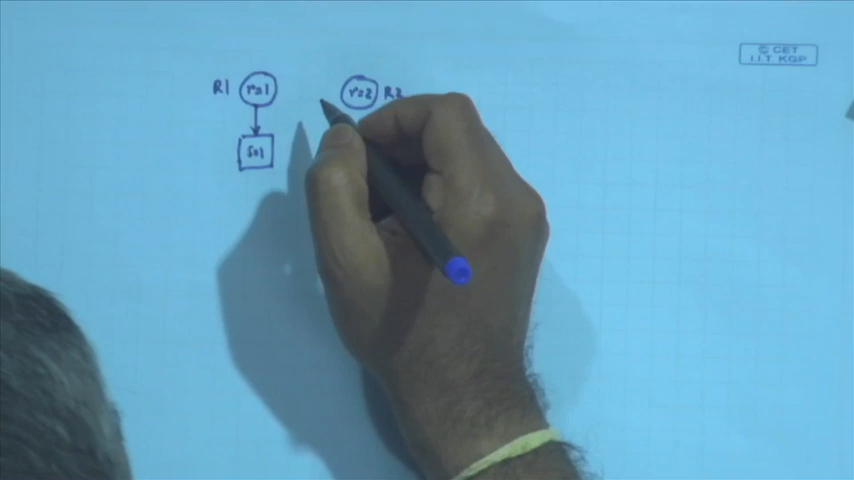 © CET
I.I.T. KGP
R1 r=1 r=2 R2
S=1